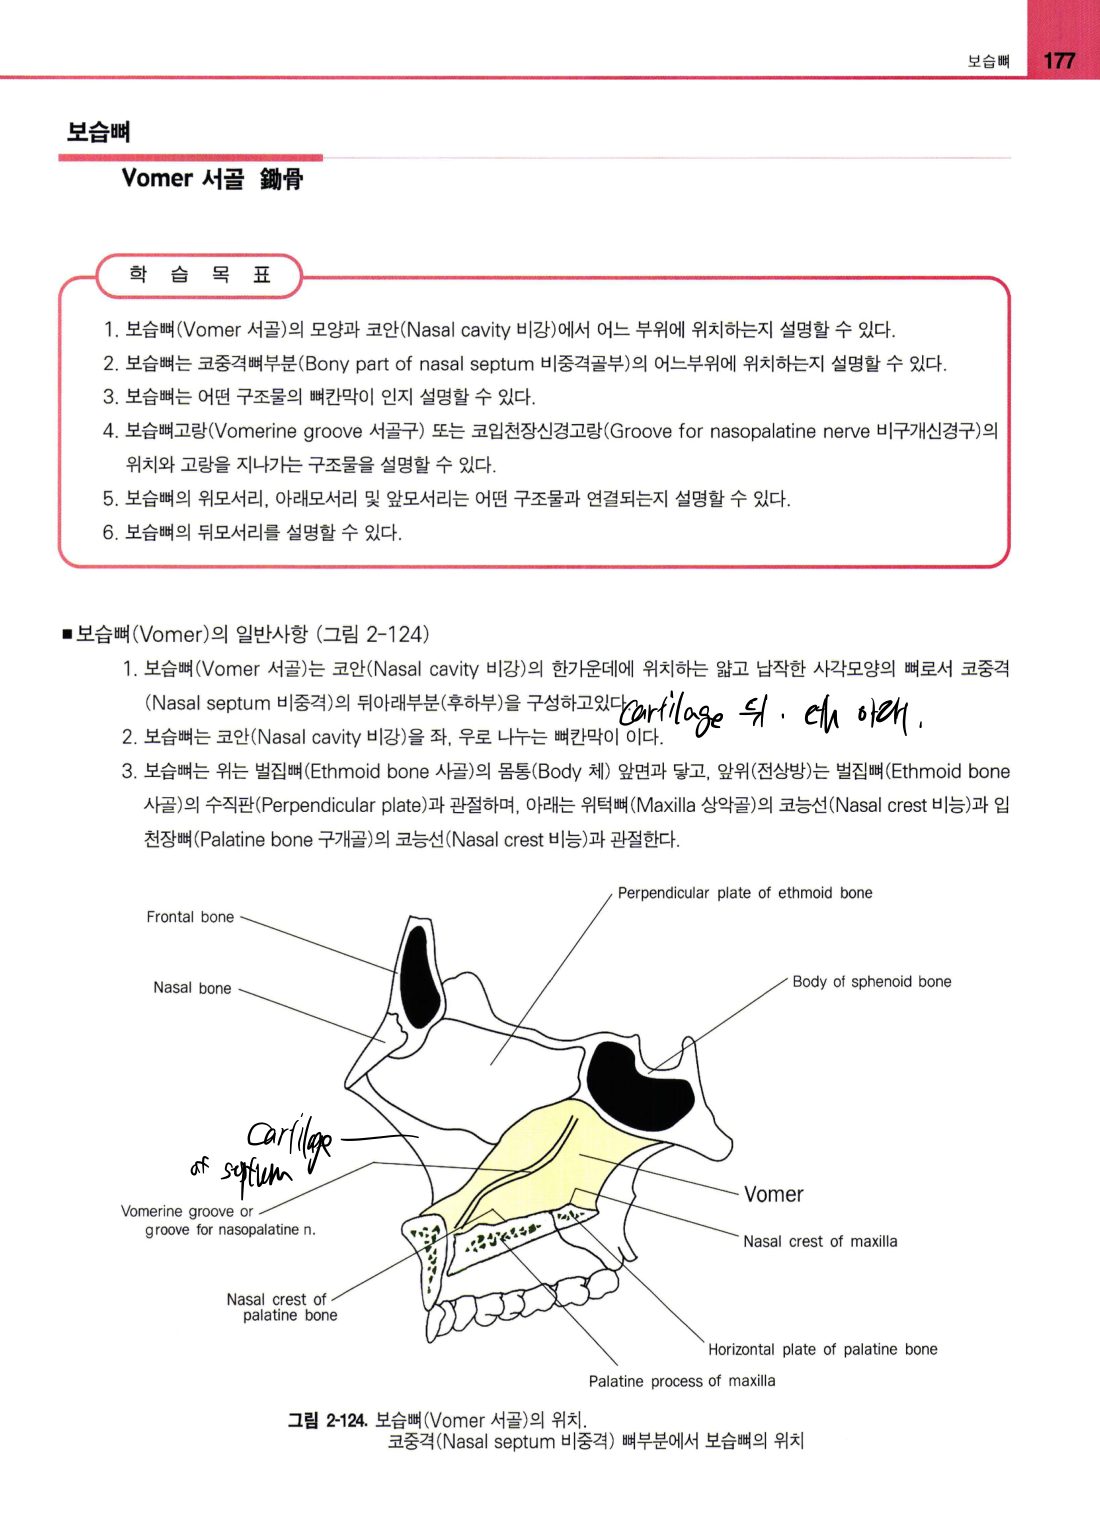 보습뼈 177
보습뼈
Vomer 서골 鋤骨
학 습 목 표
1. 보습뼈(Vomer 서골)의 모양과 코안(Nasal cavity 비강)에서 어느 부위에 위치하는지 설명할 수 있다.
2. 보습뼈는 코중격뼈부분(Bony part of nasal septum 비중격골부)의 어느부위에 위치하는지 설명할 수 있다.
3. 보습뼈는 어떤 구조물의 뼈칸막이 인지 설명할 수 있다.
4. 보습뼈고랑(Vomerine groove 서골구) 또는 코입천장신경고랑(Groove for nasopalatine nerve 비구개신경구)의
위치와 고랑을 지나가는 구조물을 설명할 수 있다.
5. 보습뼈의 위모서리, 아래모서리 및 앞모서리는 어떤 구조물과 연결되는지 설명할 수 있다.
6. 보습뼈의 뒤모서리를 설명할 수 있다.
■ 보습뼈(Vomer)의 일반사항 (그림 2-124)
1. 보습뼈(Vomer 서골)는 코안(Nasal cavity 비강)의 한가운데에 위치하는 얇고 납작한 사각모양의 뼈로서 코중격
(Nasal septum 비중격)의 뒤아래부분(후하부)을 구성하고있다.
cartilage 뒤. eth 아래.
2. 보습뼈는 코안(Nasal cavity 비강)을 좌, 우로 나누는 뼈칸막이 이다.
3. 보습뼈는 위는 벌집뼈(Ethmoid bone 사골)의 몸통(Body 체) 앞면과 닿고, 앞위(전상방)는 벌집뼈(Ethmoid bone
사골)의 수직판(Perpendicular plate)과 관절하며, 아래는 위턱뼈(Maxilla 상악골)의 코능선(Nasal crest 비능)과 입
천장뼈(Palatine bone 구개골)의 코능선(Nasal crest 비능)과 관절한다.
Perpendicular plate of ethmoid bone
Frontal bone
Nasal bone
Body of sphenoid bone
Cartilage
of septum
Vomerine groove or
groove for nasopalatine n.
Vomer
Nasal crest of maxilla
Nasal crest of
palatine bone
Horizontal plate of palatine bone
Palatine process of maxilla
그림 2-124. 보습뼈(Vomer 서골)의 위치.
코중격(Nasal septum 비중격) 뼈부분에서 보습뼈의 위치